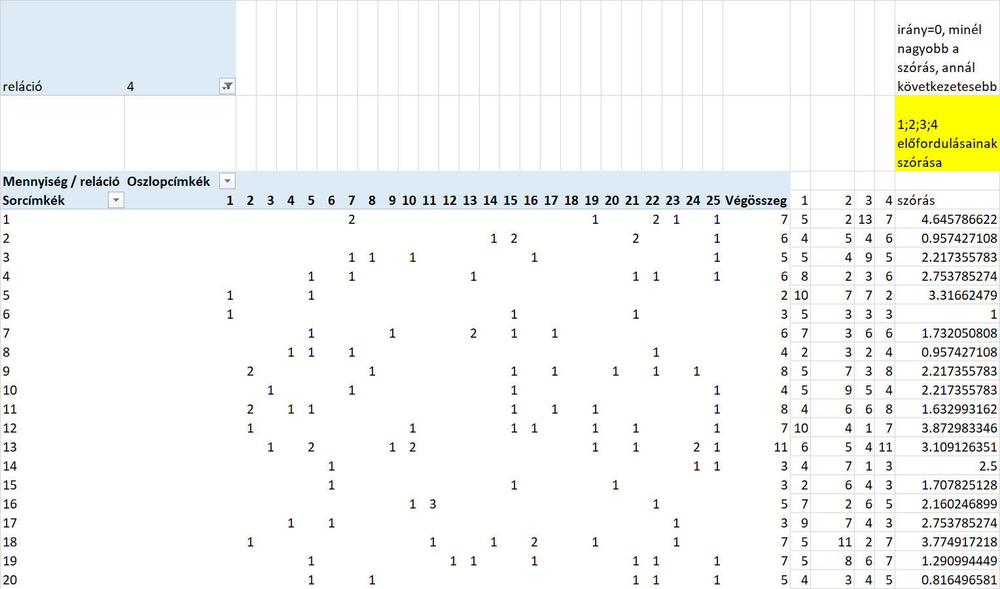 irány=0, minél
nagyobb a
szórás, annál
következetesebb
reláció 4
1;2;3;4
előfordulásainak
szórása
Mennyiség / reláció Oszlopcímkék
Sorcímkék 1 2 3 4 5 6 7 8 9 10 11 12 13 14 15 16 17 18 19 20 21 22 23 24 25 Végösszeg 1 2 3 4 szórás
1 2 1 2 1 1 7 5 2 13 7 4.645786622
2 1 2 2 1 6 4 5 4 6 0.957427108
3 1 1 1 1 1 5 5 4 9 5 2.217355783
4 1 1 1 1 1 1 6 8 2 3 6 2.753785274
5 1 1 2 10 7 7 2 3.31662479
6 1 1 1 3 5 3 3 3 1
7 1 1 2 1 1 6 7 3 6 6 1.732050808
8 1 1 1 1 4 2 3 2 4 0.957427108
9 2 1 1 1 1 1 1 8 5 7 3 8 2.217355783
10 1 1 1 1 4 5 9 5 4 2.217355783
11 2 1 1 1 1 1 1 8 4 6 6 8 1.632993162
12 1 1 1 1 1 1 1 7 10 4 1 7 3.872983346
13 1 2 1 2 1 1 2 1 11 6 5 4 11 3.109126351
14 1 1 1 3 4 7 1 3 2.5
15 1 1 1 3 2 6 4 3 1.707825128
16 1 3 1 5 7 2 6 5 2.160246899
17 1 1 1 3 9 7 4 3 2.753785274
18 1 1 1 2 1 1 7 5 11 2 7 3.774917218
19 1 1 1 1 1 1 1 7 5 8 6 7 1.290994449
20 1 1 1 1 1 5 4 3 4 5 0.816496581